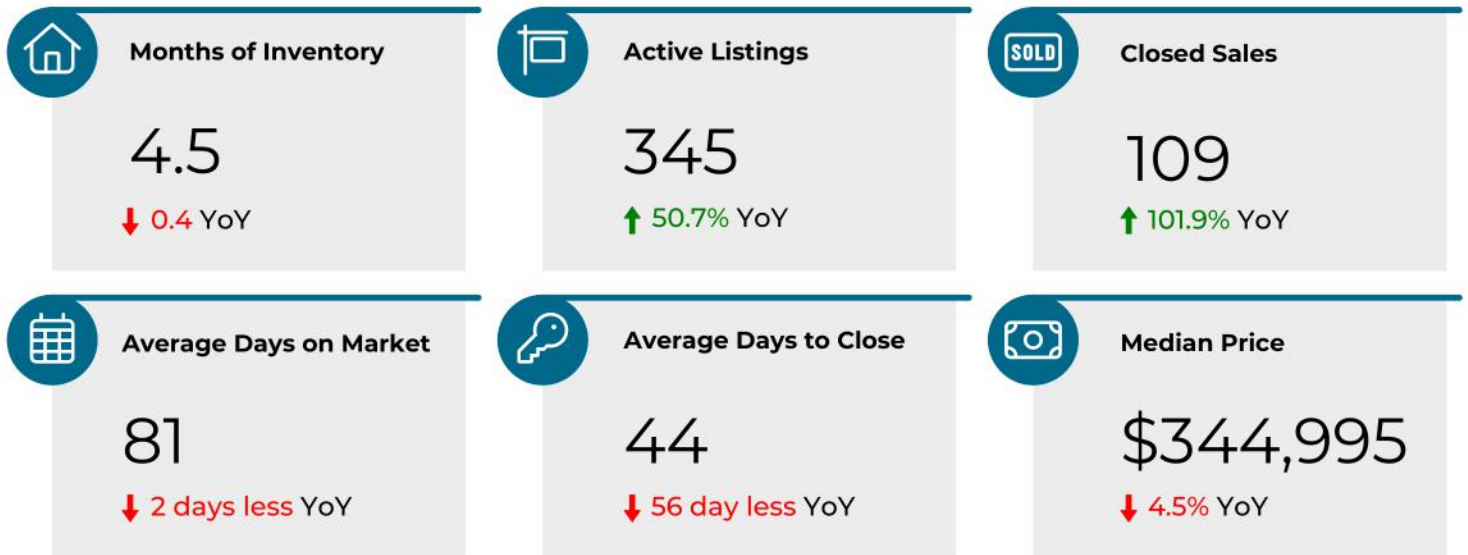 Months of Inventory
4.5
0.4 YoY
Active Listings
345
50.7% YoY
SOLD
Closed Sales
109
101.9% YoY
Average Days on Market
81
2 days less YoY
Average Days to Close
44
56 day less YoY
Median Price
$344,995
4.5% YoY